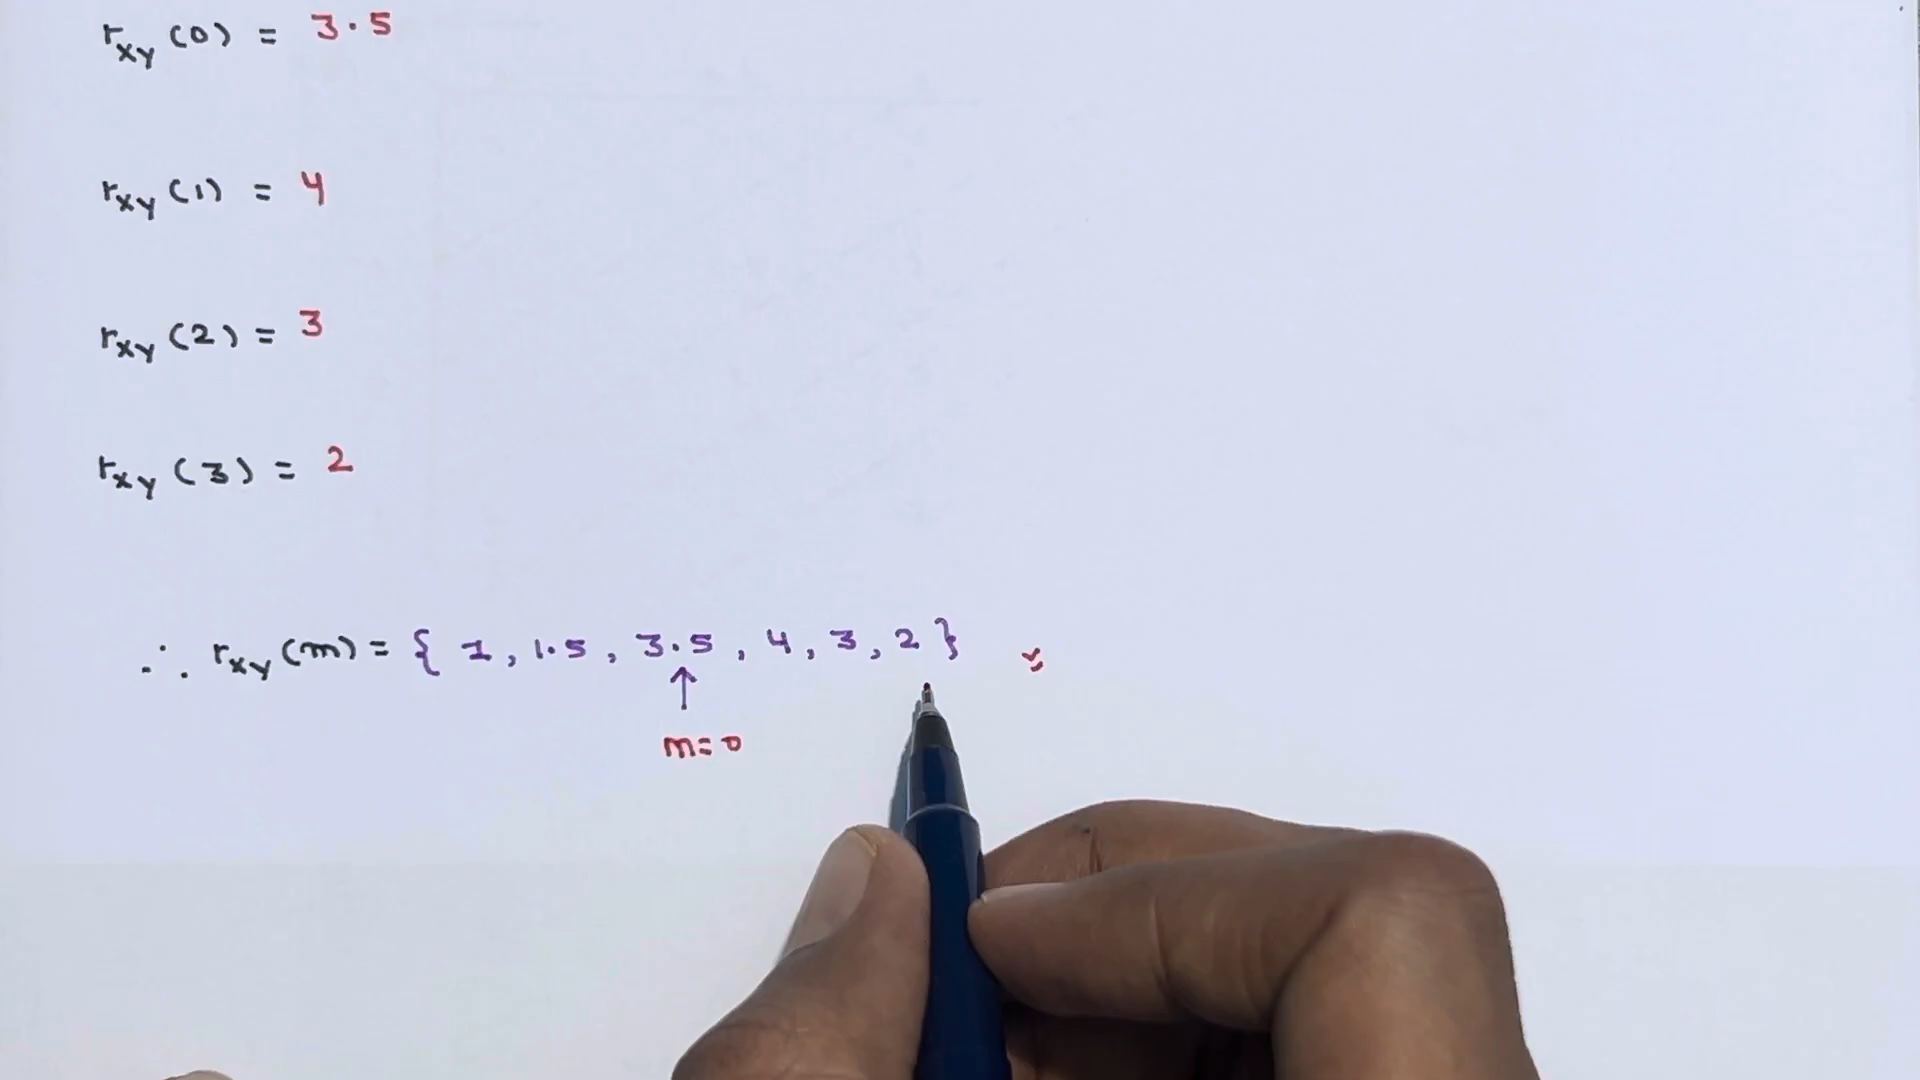 rxy (0) = 3.5
rxy (1) = 4
rxy (2) = 3
rxy (3) = 2
∴ rxy (m) = { 1, 1.5, 3.5, 4, 3, 2 }
↑
m=0